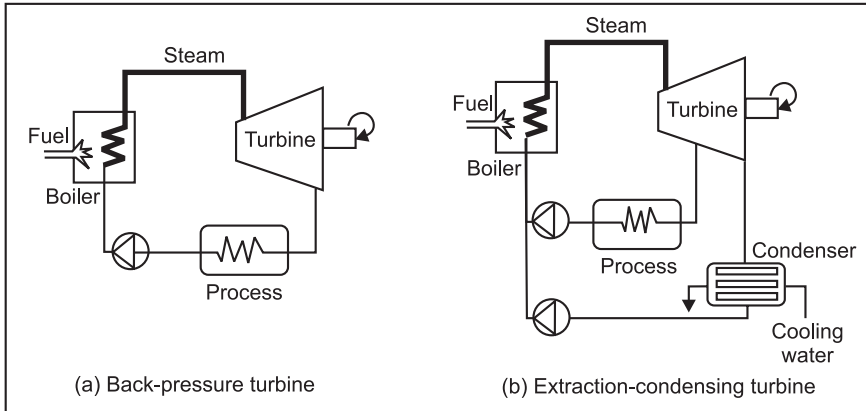 Steam
Fuel
Turbine
Boiler
Process
(a) Back-pressure turbine
Steam
Fuel
Turbine
Boiler
Process
Condenser
Cooling
water
(b) Extraction-condensing turbine